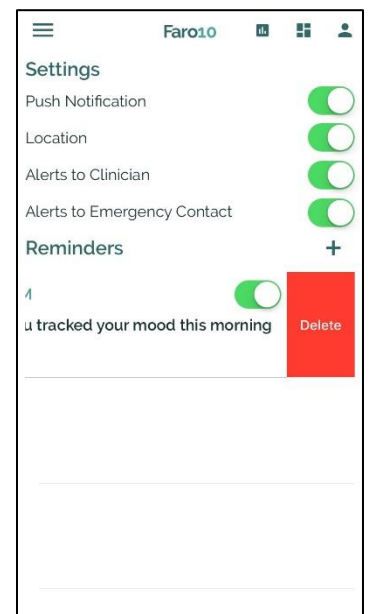 Faro10
Settings
Push Notification
Location
Alerts to Clinician
Alerts to Emergency Contact
Reminders +
u tracked your mood this morning
Delete